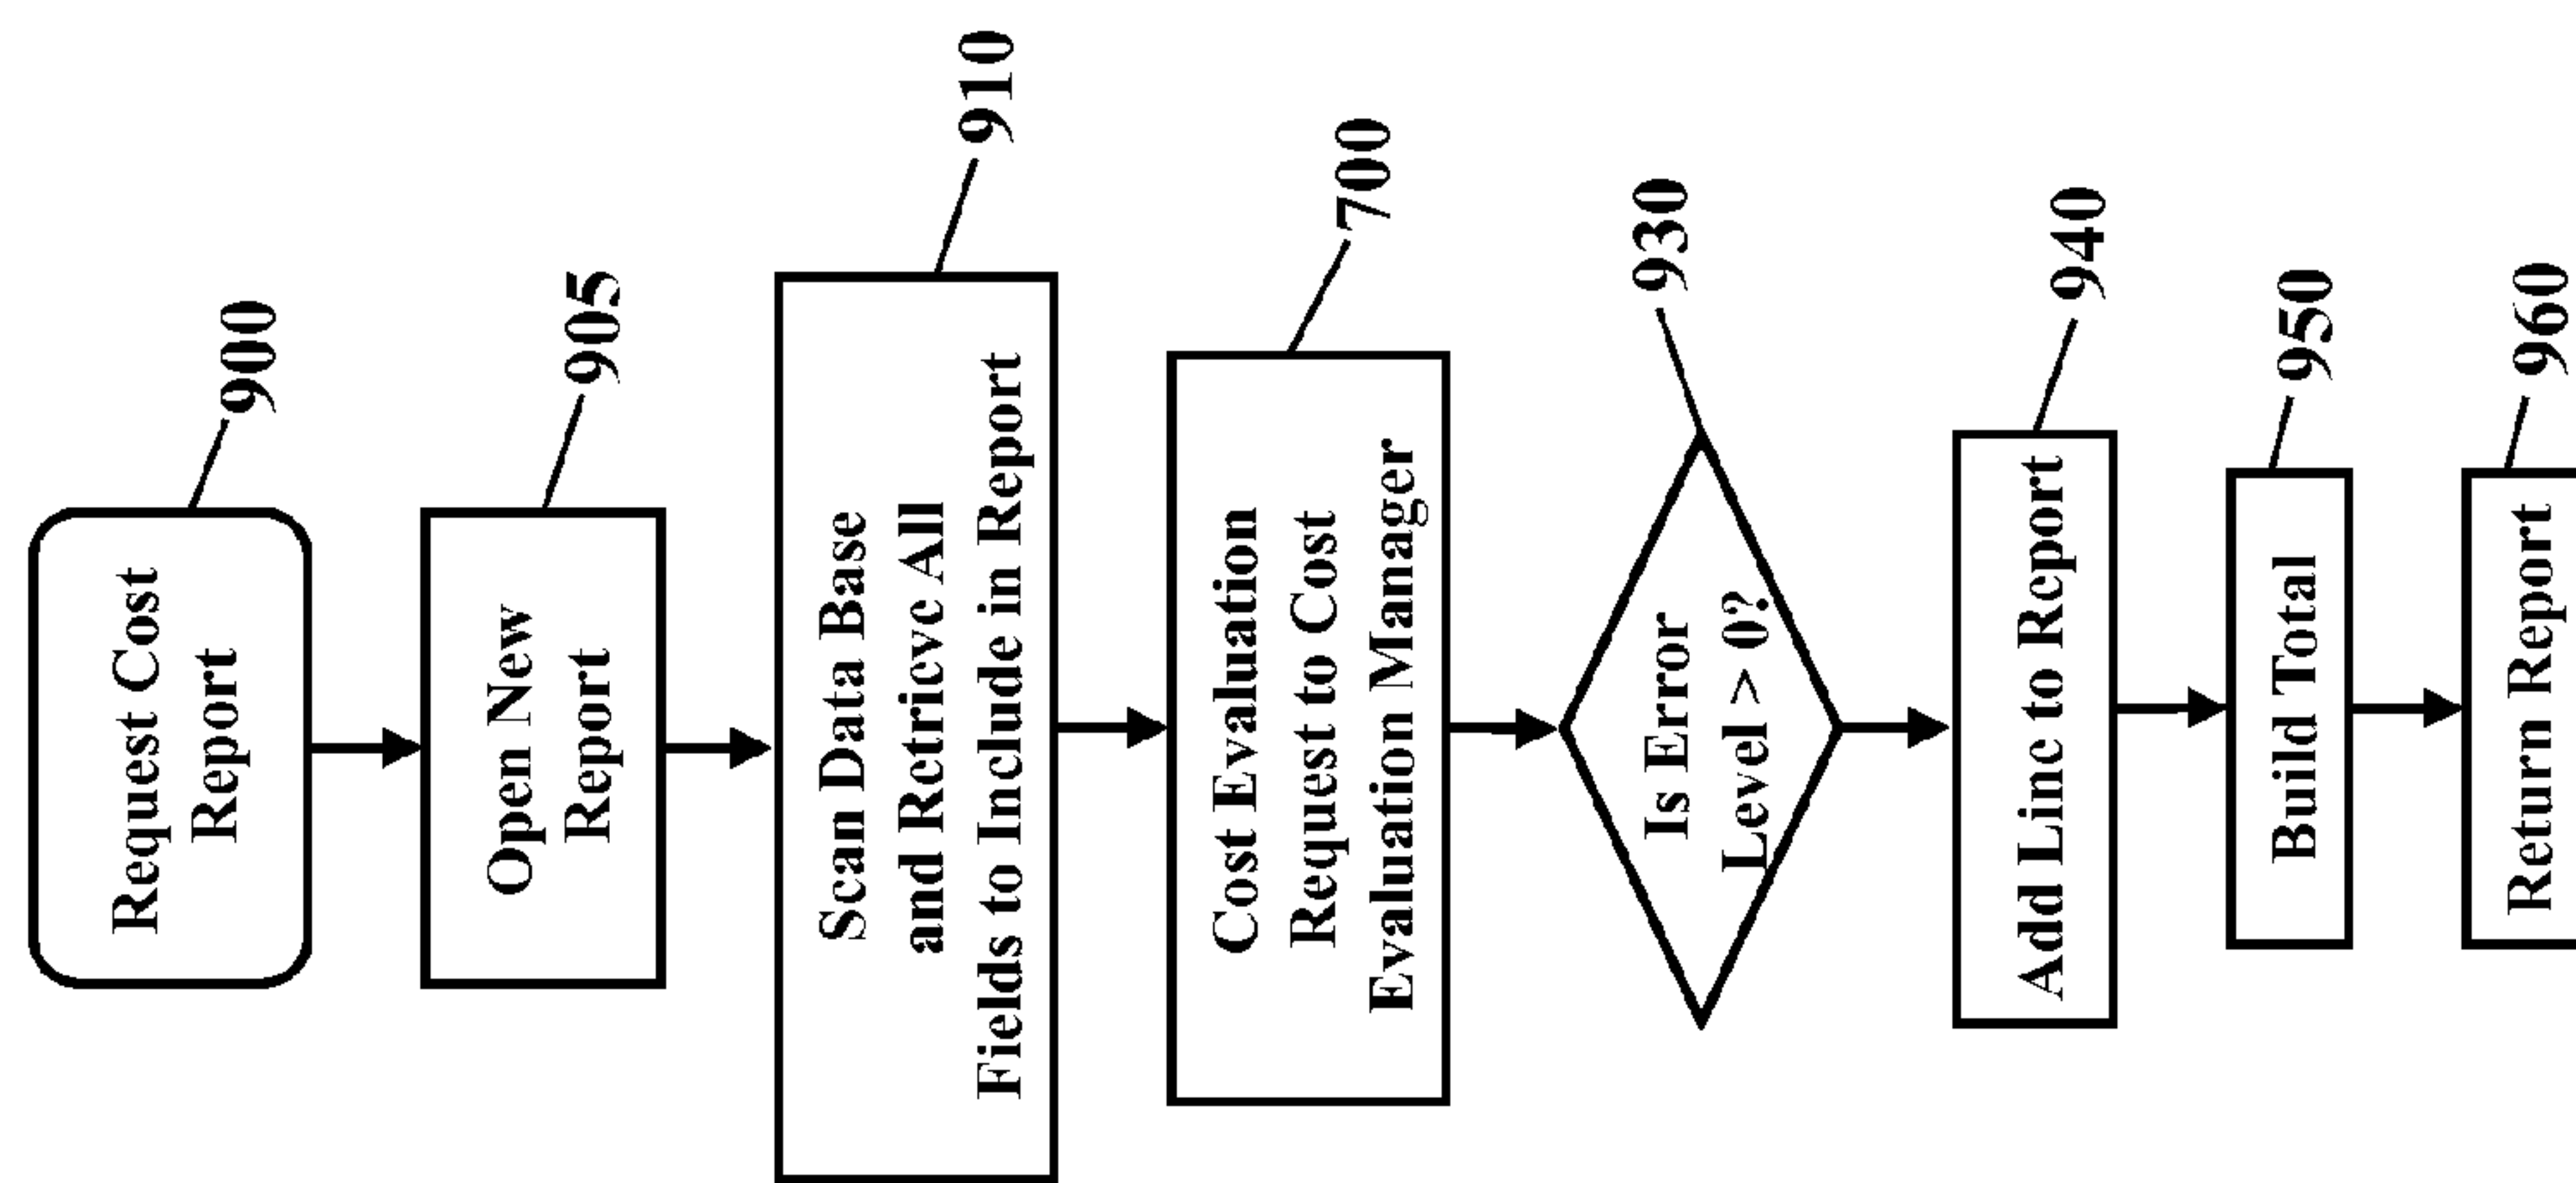 Request Cost
Report
900
Open New
Report
905
Scan Data Base
and Retrieve All
Fields to Include in Report
910
Cost Evaluation
Request to Cost
Evaluation Manager
700
Is Error
Level > 0?
930
Add Line to Report
940
Build Total
950
Return Report
960